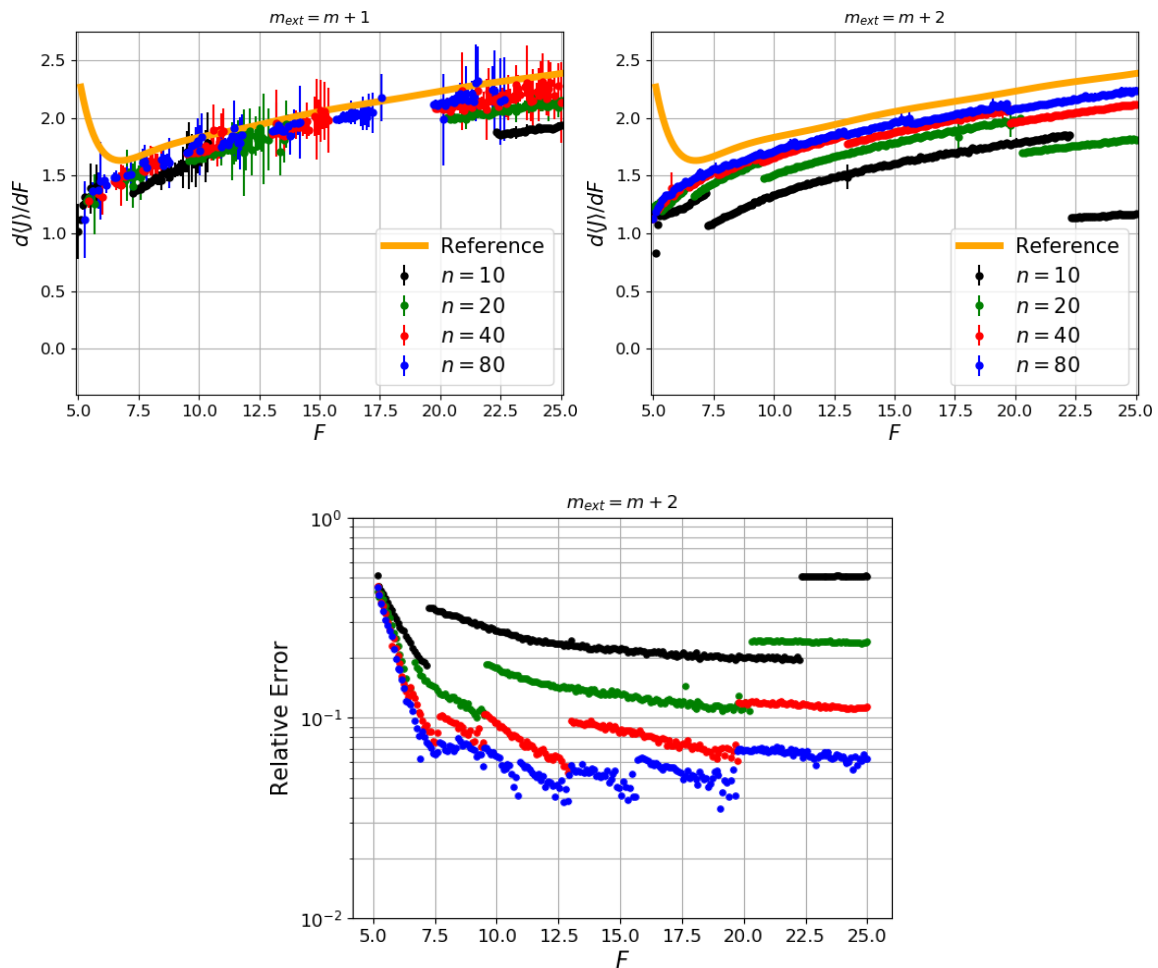 m_ext = m + 1
2.5
2.0
1.5
1.0
0.5
0.0
d⟨J⟩/dF
Reference
n = 10
n = 20
n = 40
n = 80
5.0 7.5 10.0 12.5 15.0 17.5 20.0 22.5 25.0
F
m_ext = m + 2
2.5
2.0
1.5
1.0
0.5
0.0
d⟨J⟩/dF
Reference
n = 10
n = 20
n = 40
n = 80
5.0 7.5 10.0 12.5 15.0 17.5 20.0 22.5 25.0
F
m_ext = m + 2
10^0
10^-1
10^-2
Relative Error
5.0 7.5 10.0 12.5 15.0 17.5 20.0 22.5 25.0
F